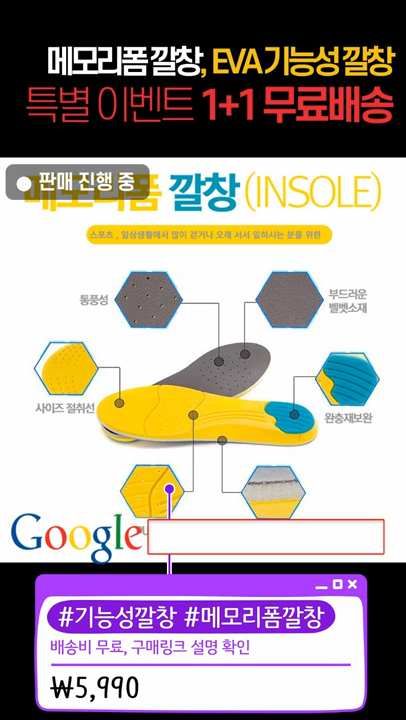 메모리폼 깔창, EVA 기능성 깔창
특별 이벤트 1+1 무료배송
판매 진행 중
메모리폼 깔창 (INSOLE)
스포츠, 일상생활에서 많이 걷거나 오래 서서 일하시는 분을 위한
통풍성
부드러운
벨벳소재
사이즈 절취선
완충재보완
Google
#기능성깔창 #메모리폼깔창
배송비 무료, 구매링크 설명 확인
₩5,990